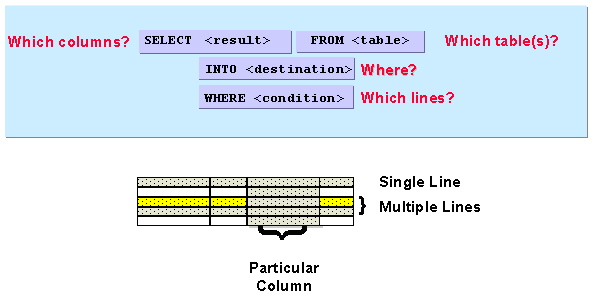 Which columns? SELECT <result> FROM <table> Which table(s)?
INTO <destination> Where?
WHERE <condition> Which lines?
Single Line
Multiple Lines
Particular
Column